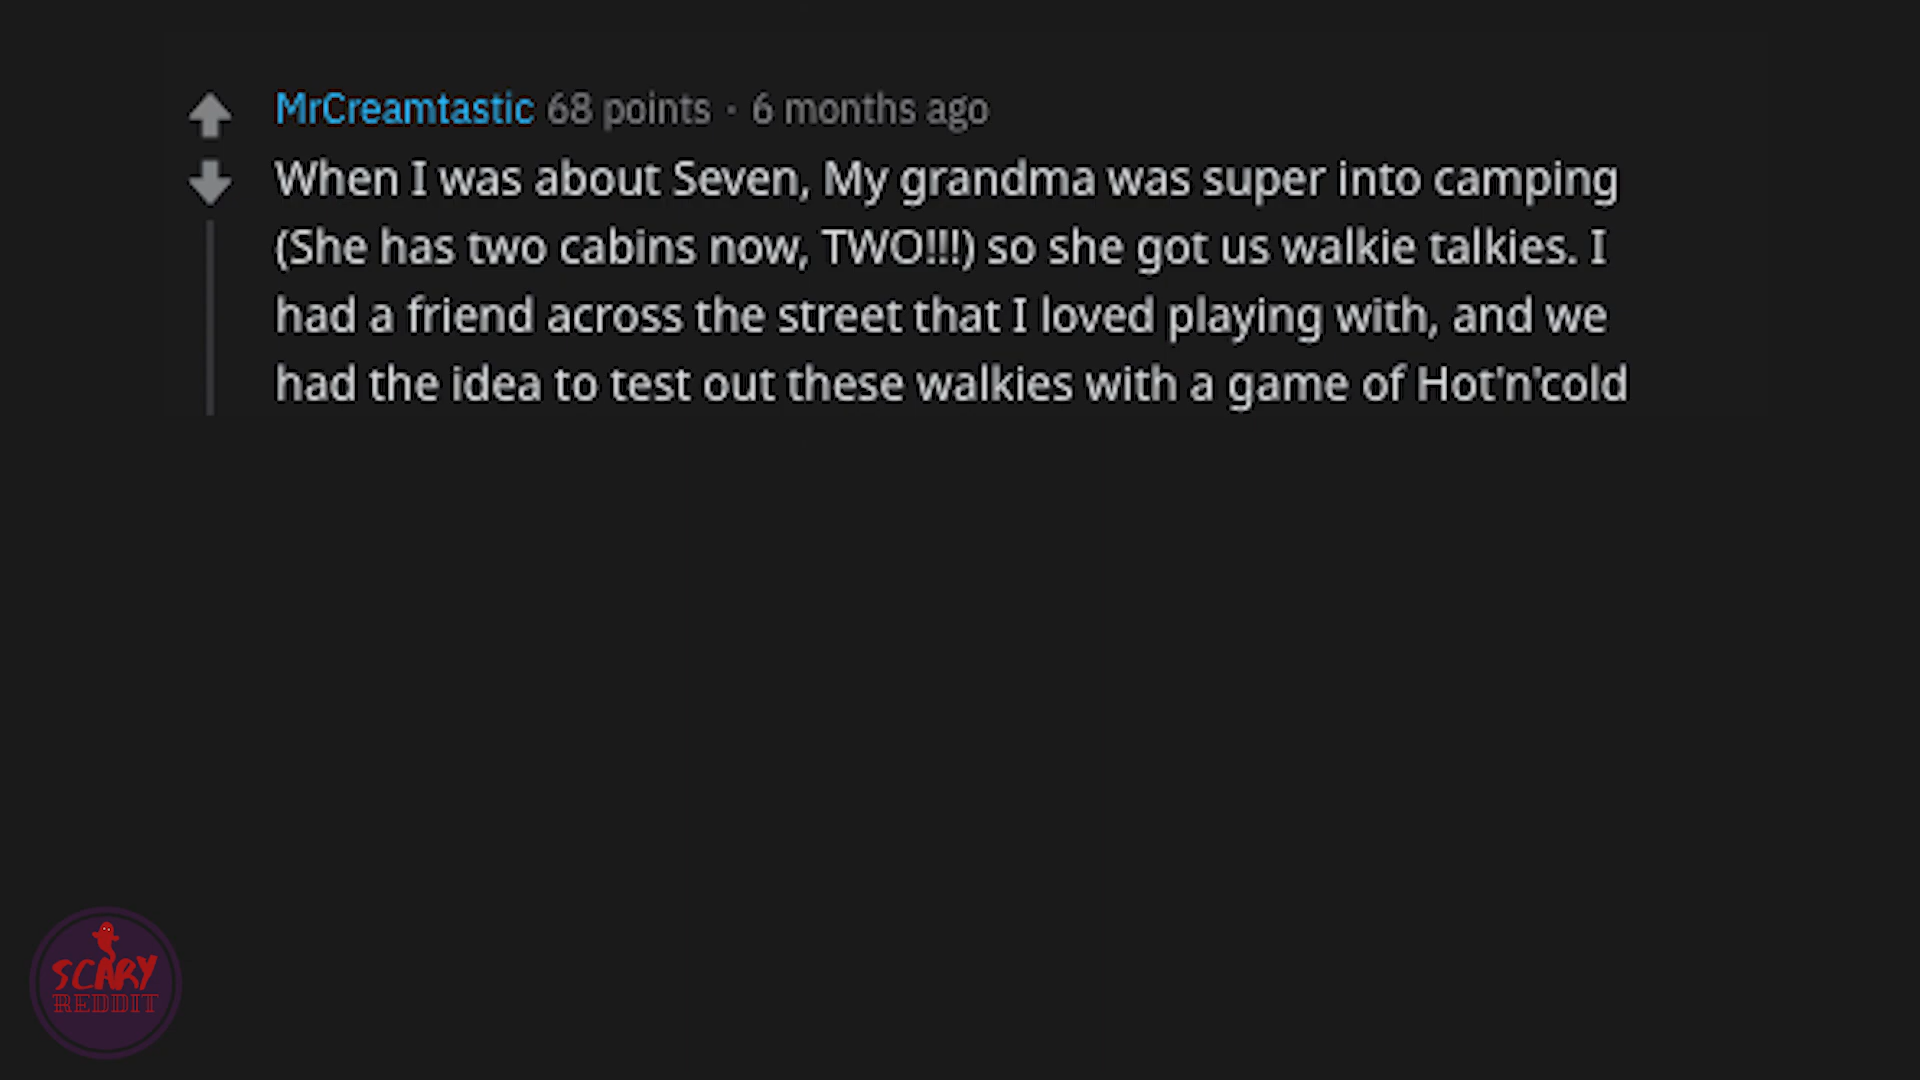 MrCreamtastic 68 points · 6 months ago
When I was about Seven, My grandma was super into camping
(She has two cabins now, TWO!!!) so she got us walkie talkies. I
had a friend across the street that I loved playing with, and we
had the idea to test out these walkies with a game of Hot'n'cold
SCARY
REDDIT